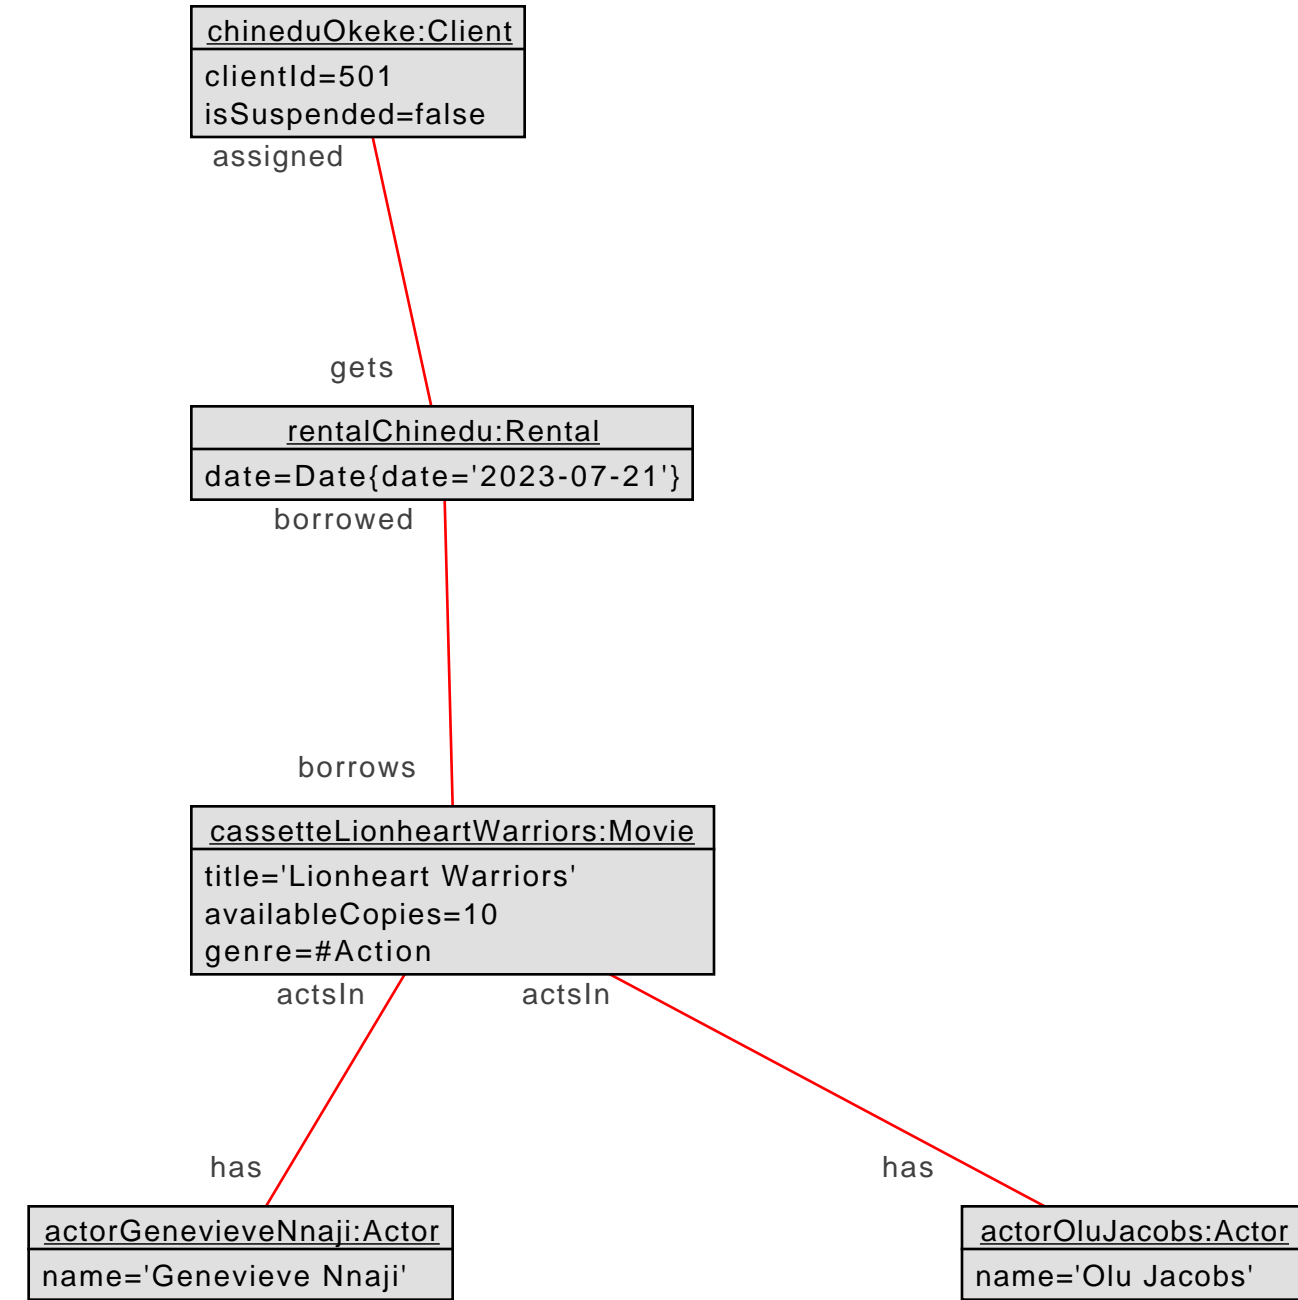 chineduOkeke:Client
clientId=501
isSuspended=false
assigned
gets
rentalChinedu:Rental
date=Date{date='2023-07-21'}
borrowed
borrows
cassetteLionheartWarriors:Movie
title='Lionheart Warriors'
availableCopies=10
genre=#Action
actsIn
actsIn
has
has
actorGenevieveNnaji:Actor
name='Genevieve Nnaji'
actorOluJacobs:Actor
name='Olu Jacobs'